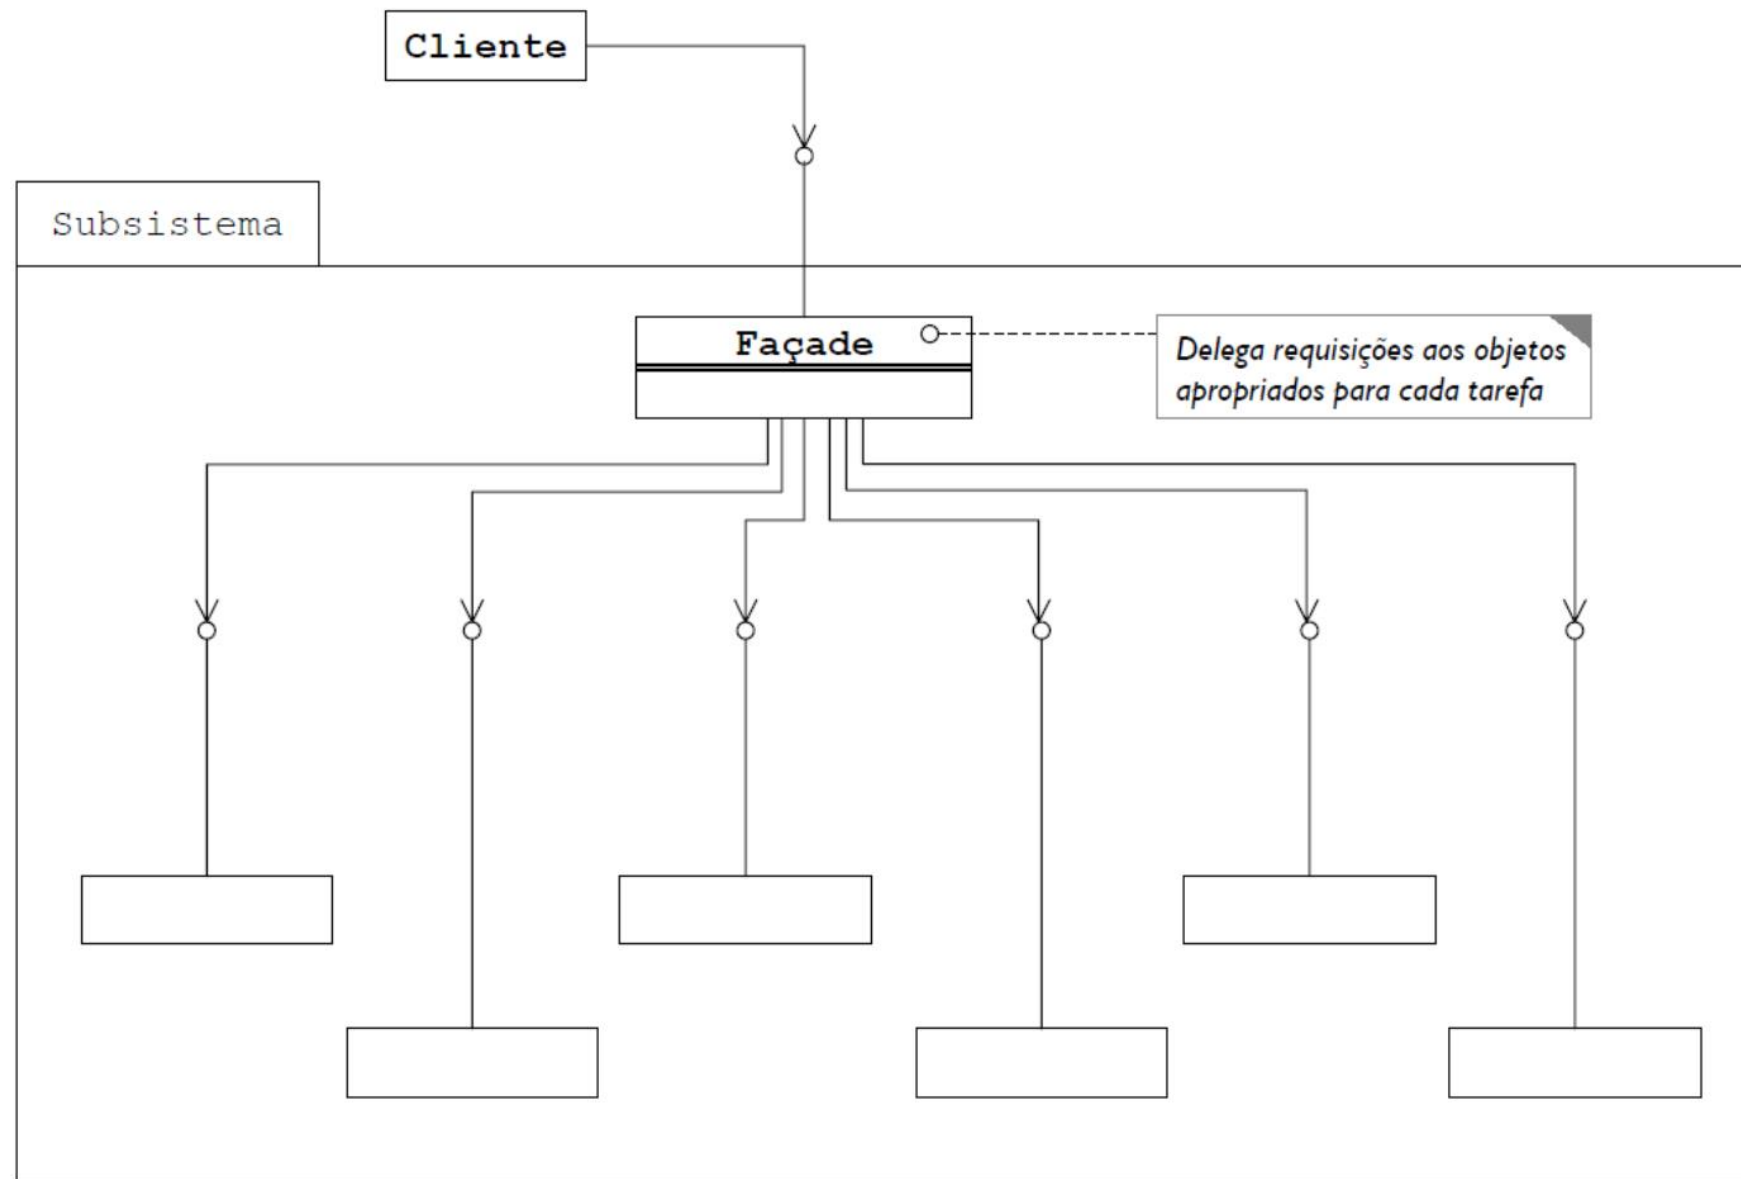 Cliente
Subsistema
Façade
Delega requisições aos objetos
apropriados para cada tarefa